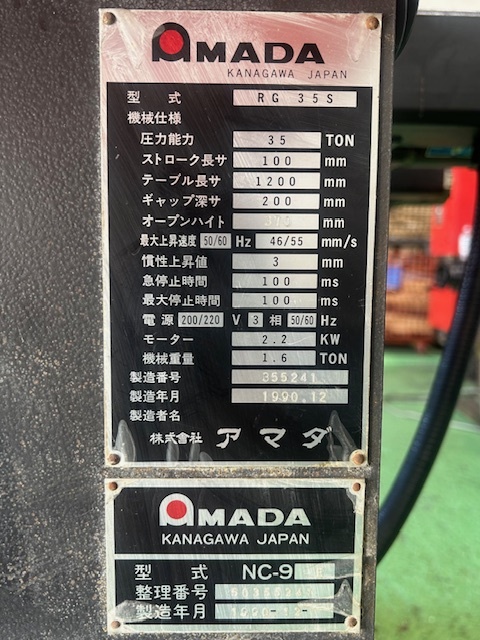 AMADA
KANAGAWA JAPAN
型式 RG 35S
機械仕様
圧力能力 35 TON
ストローク長サ 100 mm
テーブル長サ 1200 mm
ギャップ深サ 200 mm
オープンハイト mm
最大上昇速度 50/60 Hz 46/55 mm/s
慣性上昇値 3 mm
急停止時間 100 ms
最大停止時間 100 ms
電源 200/220 V 3 相 50/60 Hz
モーター 2.2 KW
機械重量 1.6 TON
製造番号 355241
製造年月 1990.12
製造者名
株式會社 アマダ
AMADA
KANAGAWA JAPAN
型式 NC-9
整理番号
製造年月 1990-12-